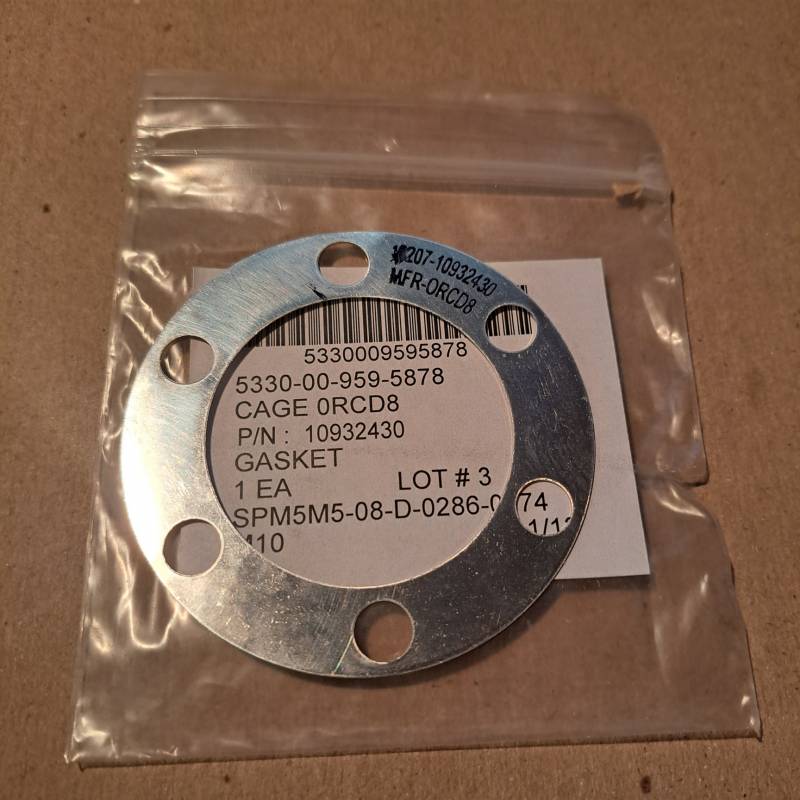 207-10932430
MFR-0RCD8
5330009595878
5330-00-959-5878
CAGE 0RCD8
P/N : 10932430
GASKET
1 EA LOT # 3
SPM5M5-08-D-0286- 74